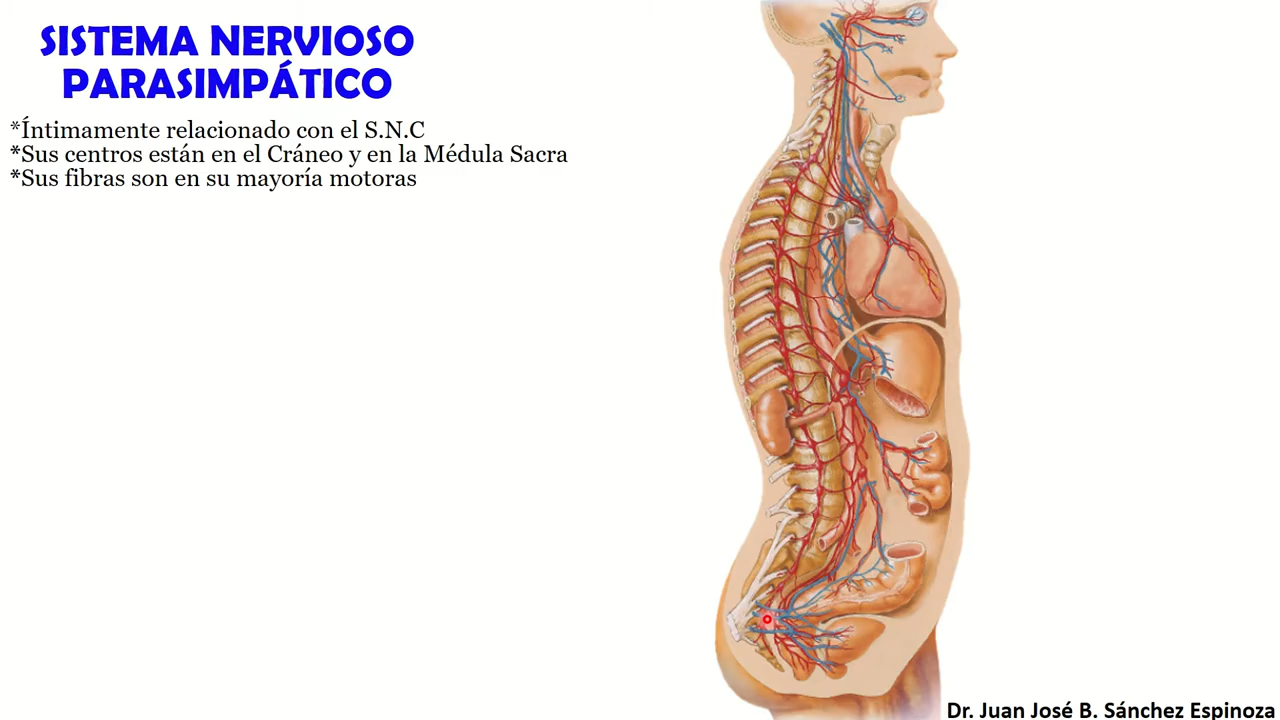 SISTEMA NERVIOSO
PARASIMPÁTICO
*Íntimamente relacionado con el S.N.C
*Sus centros están en el Cráneo y en la Médula Sacra
*Sus fibras son en su mayoría motoras
Dr. Juan José B. Sánchez Espinoza